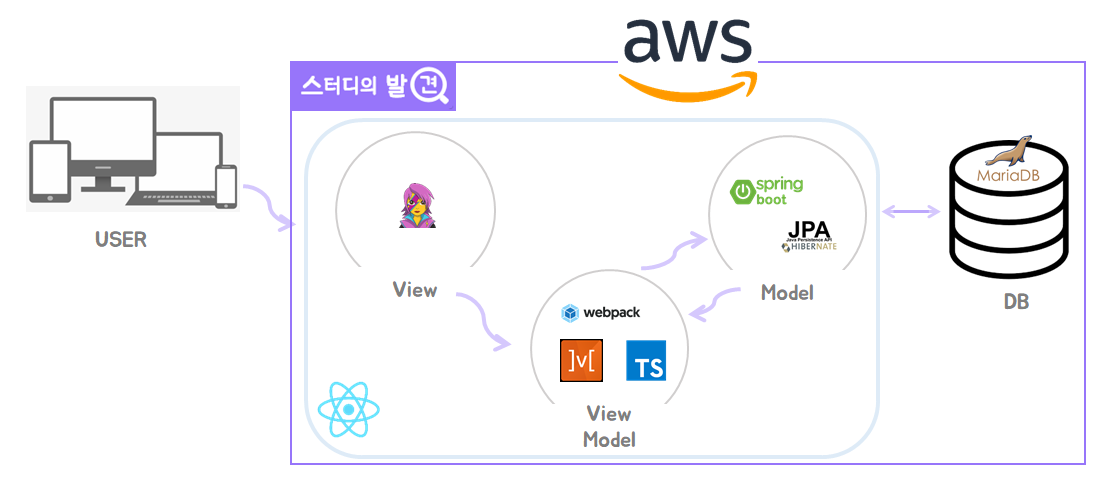 aws
스터디의 발견
MariaDB
spring
boot
JPA
Java Persistence API
HIBERNATE
USER
View
Model
DB
webpack
]v[
TS
View
Model